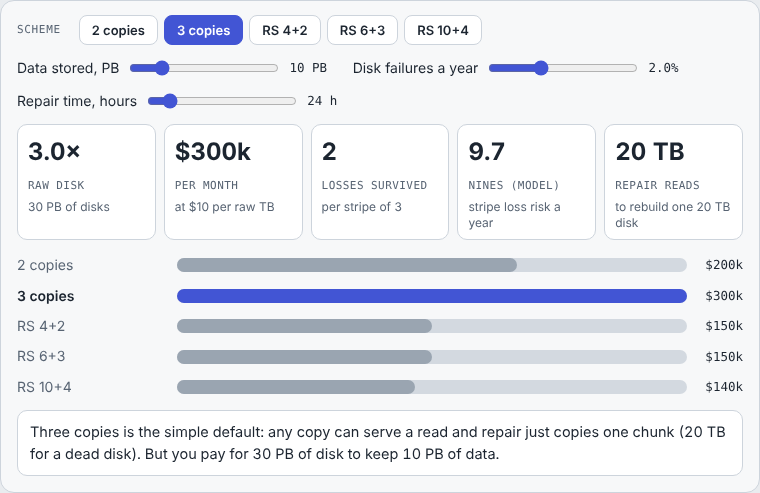 SCHEME
2 copies
3 copies
RS 4+2
RS 6+3
RS 10+4
Data stored, PB
10 PB
Disk failures a year
2.0%
Repair time, hours
24 h
3.0×
RAW DISK
30 PB of disks
$300k
PER MONTH
at $10 per raw TB
2
LOSSES SURVIVED
per stripe of 3
9.7
NINES (MODEL)
stripe loss risk a
year
20 TB
REPAIR READS
to rebuild one 20 TB
disk
2 copies
$200k
3 copies
$300k
RS 4+2
$150k
RS 6+3
$150k
RS 10+4
$140k
Three copies is the simple default: any copy can serve a read and repair just copies one chunk (20 TB
for a dead disk). But you pay for 30 PB of disk to keep 10 PB of data.